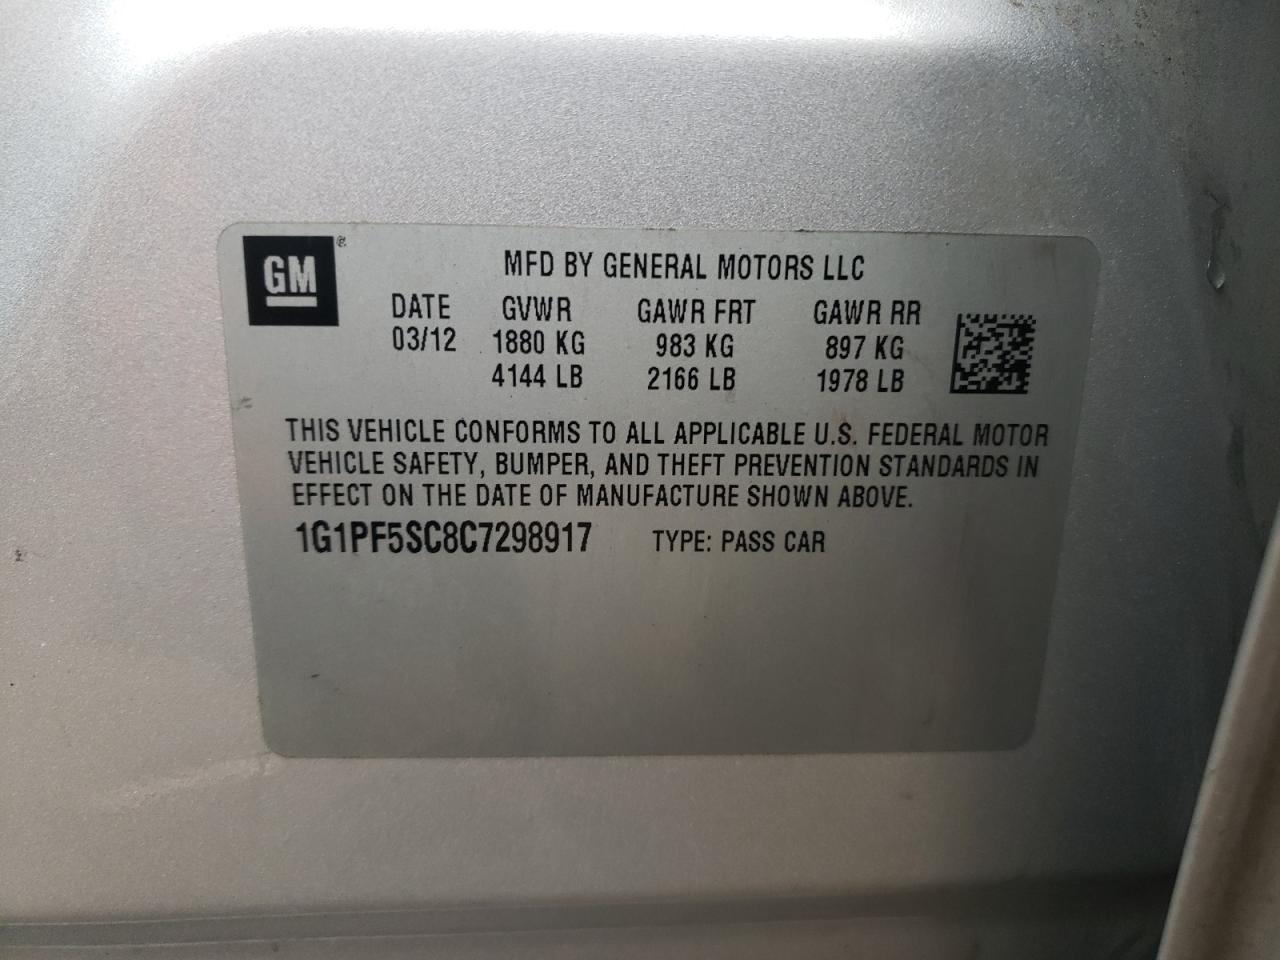 GM®
MFD BY GENERAL MOTORS LLC
DATE GVWR GAWR FRT GAWR RR
03/12 1880 KG 983 KG 897 KG
4144 LB 2166 LB 1978 LB
THIS VEHICLE CONFORMS TO ALL APPLICABLE U.S. FEDERAL MOTOR
VEHICLE SAFETY, BUMPER, AND THEFT PREVENTION STANDARDS IN
EFFECT ON THE DATE OF MANUFACTURE SHOWN ABOVE.
1G1PF5SC8C7298917 TYPE: PASS CAR